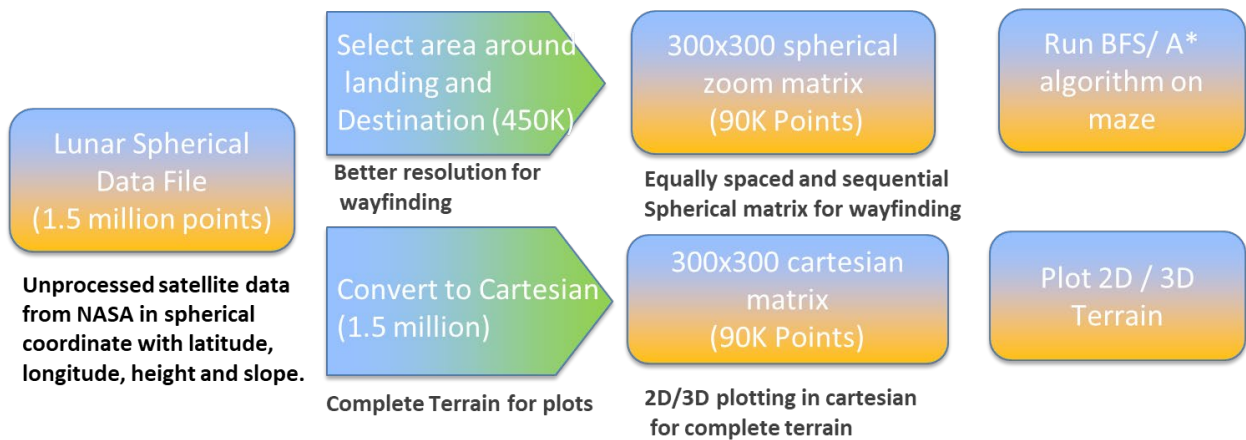 Lunar Spherical
Data File
(1.5 million points)
Unprocessed satellite data
from NASA in spherical
coordinate with latitude,
longitude, height and slope.
Select area around
landing and
Destination (450K)
Better resolution for
wayfinding
300x300 spherical
zoom matrix
(90K Points)
Equally spaced and sequential
Spherical matrix for wayfinding
Run BFS/ A*
algorithm on
maze
Convert to Cartesian
(1.5 million)
Complete Terrain for plots
300x300 cartesian
matrix
(90K Points)
2D/3D plotting in cartesian
for complete terrain
Plot 2D / 3D
Terrain